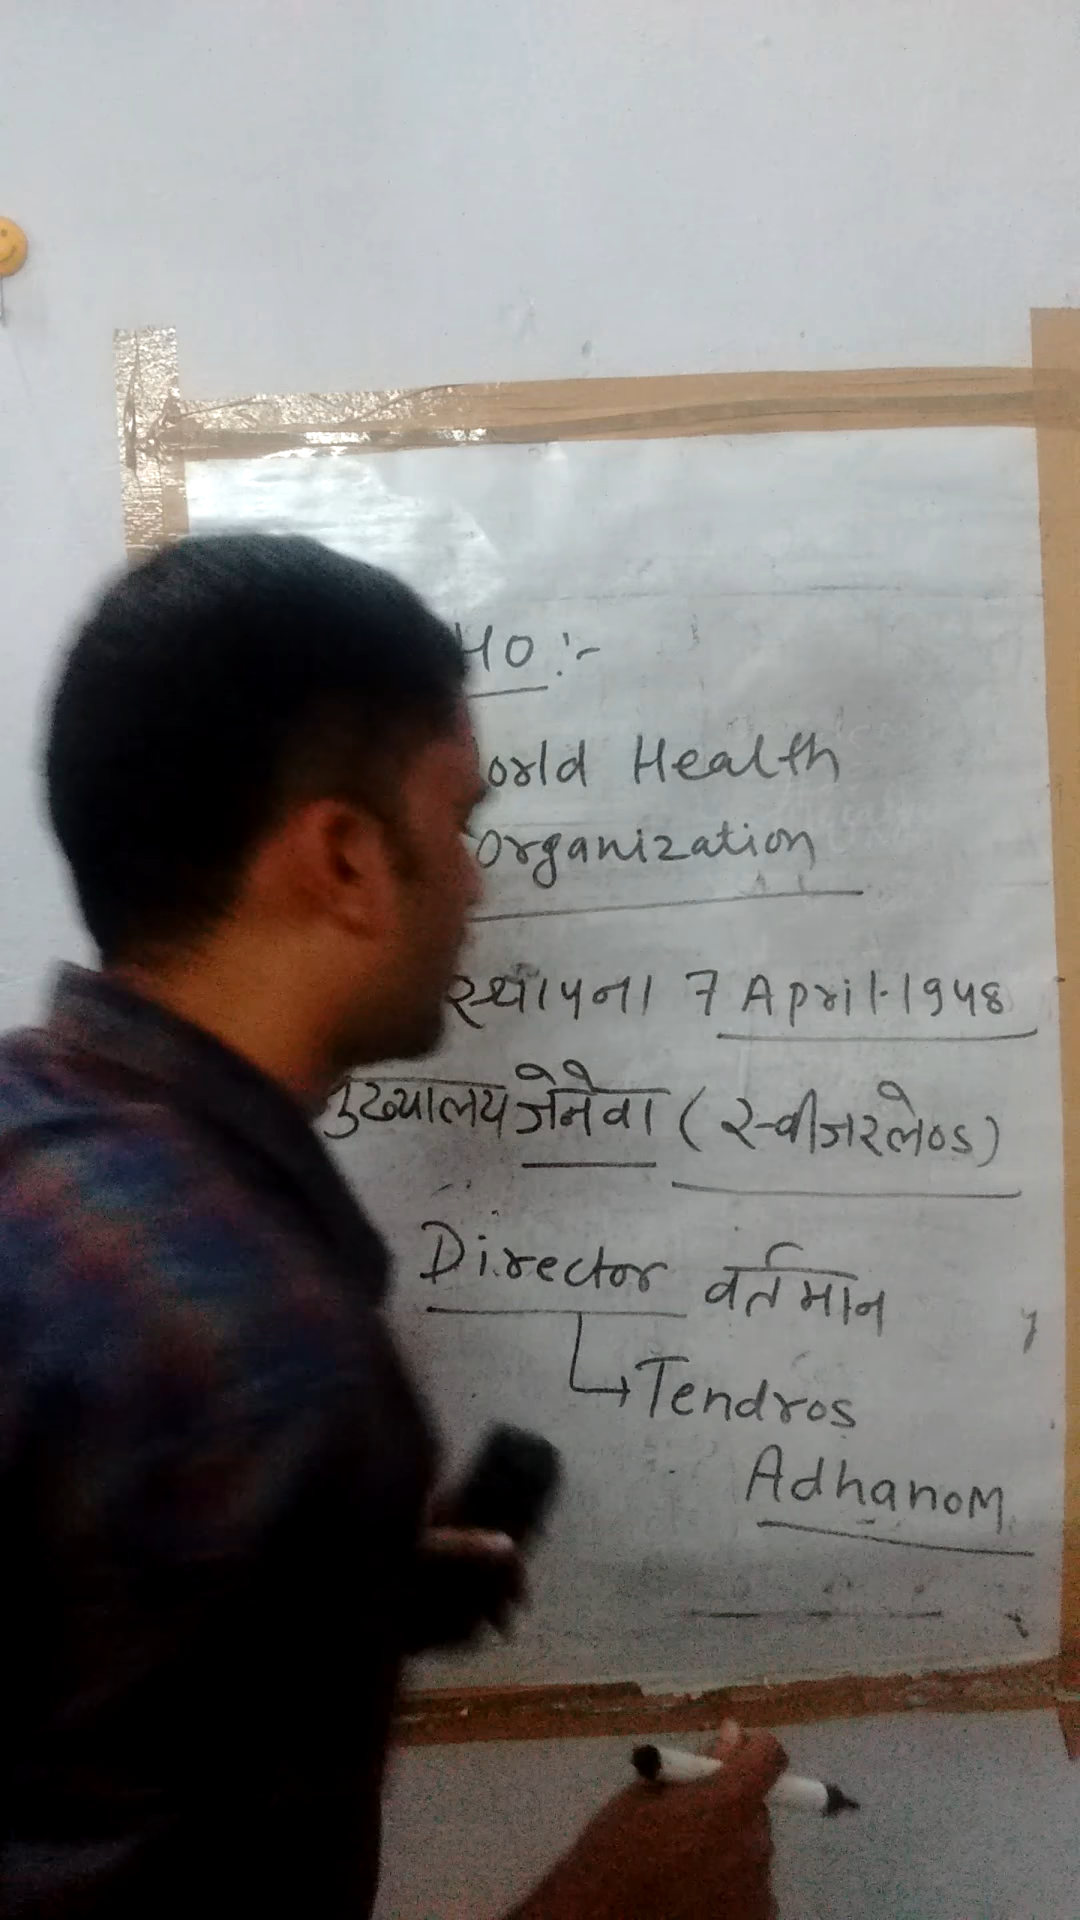 HO :-
orld Health
Organization
स्थापना 7 April.1948
मुख्यालय जेनेवा (स्वीजरलेण्ड)
Director वर्तमान
Tendros
Adhanom